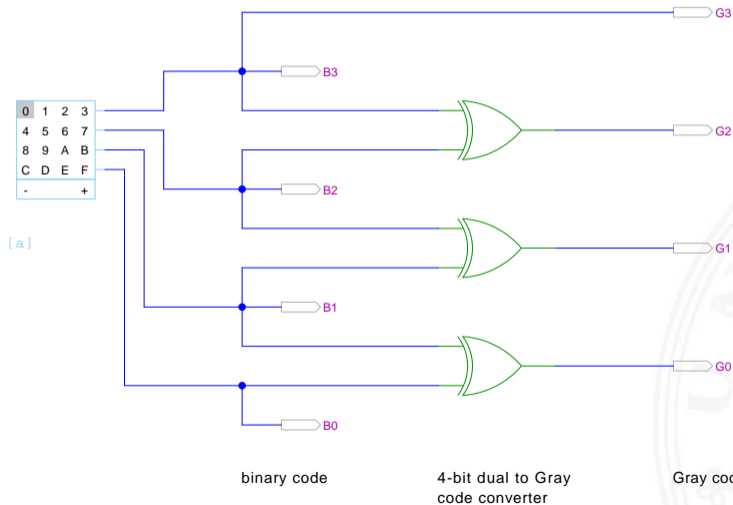 G3
B3
0 1 2 3
4 5 6 7
8 9 A B
C D E F
- +
G2
B2
[a]
G1
B1
G0
B0
binary code
4-bit dual to Gray
code converter
Gray